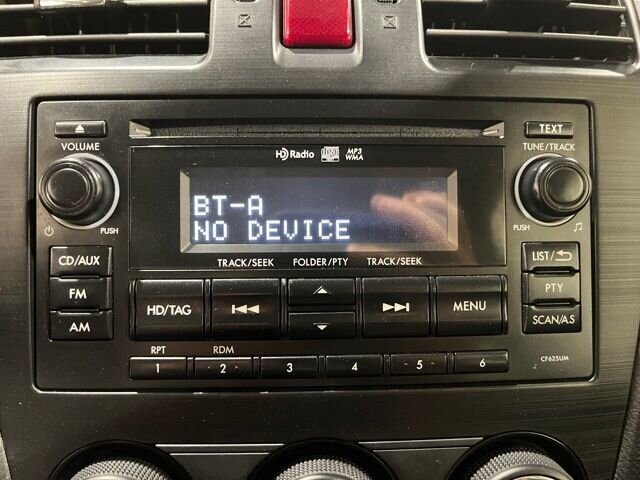 TEXT
VOLUME
HD Radio
MP3
WMA
TUNE / TRACK
BT-A
NO DEVICE
PUSH
PUSH
TRACK/SEEK
FOLDER/PTY
TRACK/SEEK
CD/AUX
LIST/
FM
HD/TAG
MENU
PTY
AM
SCAN/A.S
RPT
RDM
1
2
3
4
5
6
CF625UM